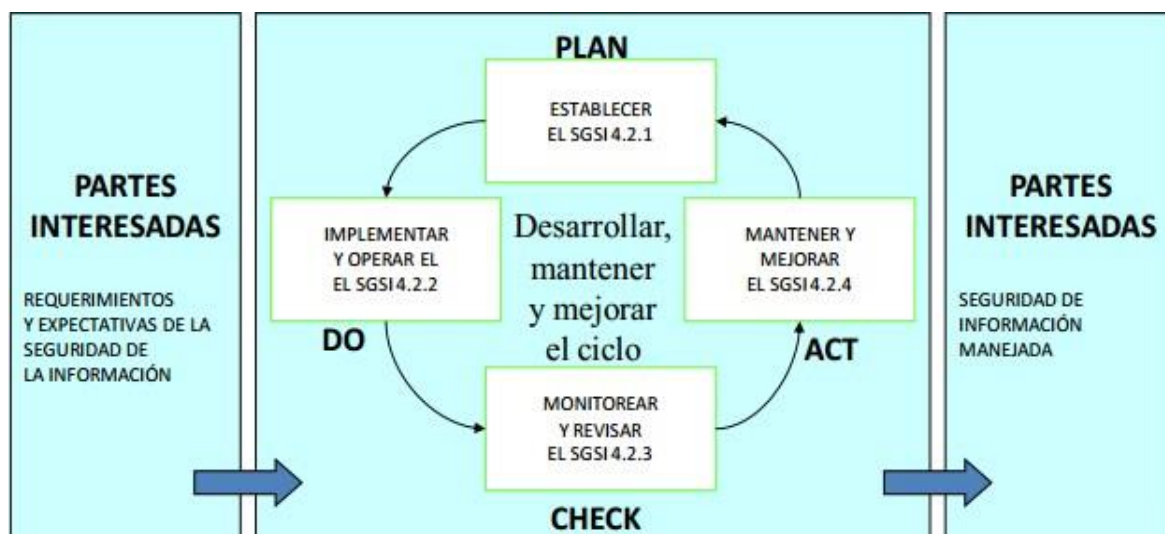 PARTES
INTERESADAS
REQUERIMIENTOS
Y EXPECTATIVAS DE LA
SEGURIDAD DE
LA INFORMACIÓN
PLAN
ESTABLECER
EL SGSI 4.2.1
IMPLEMENTAR
Y OPERAR EL
EL SGSI 4.2.2
DO
Desarrollar,
mantener
y mejorar
el ciclo
MANTENER Y
MEJORAR
EL SGSI 4.2.4
ACT
MONITOREAR
Y REVISAR
EL SGSI 4.2.3
CHECK
PARTES
INTERESADAS
SEGURIDAD DE
INFORMACIÓN
MANEJADA